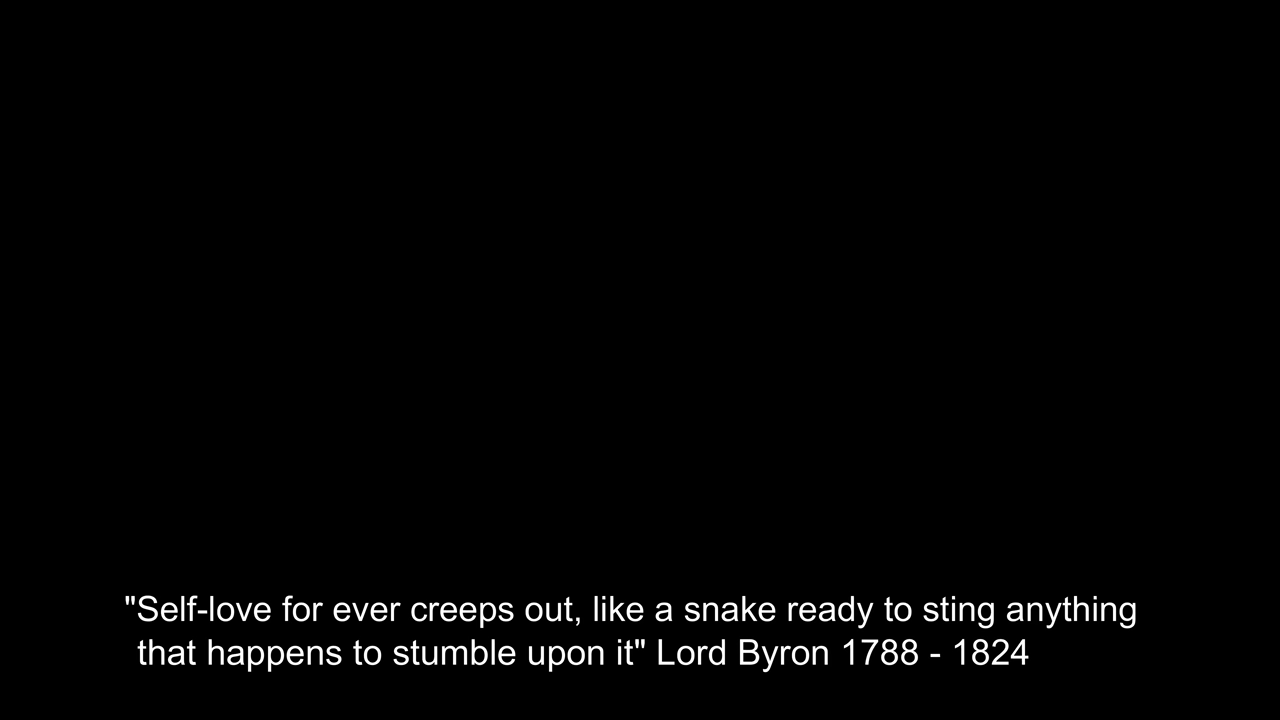 "Self-love for ever creeps out, like a snake ready to sting anything
that happens to stumble upon it" Lord Byron 1788 - 1824